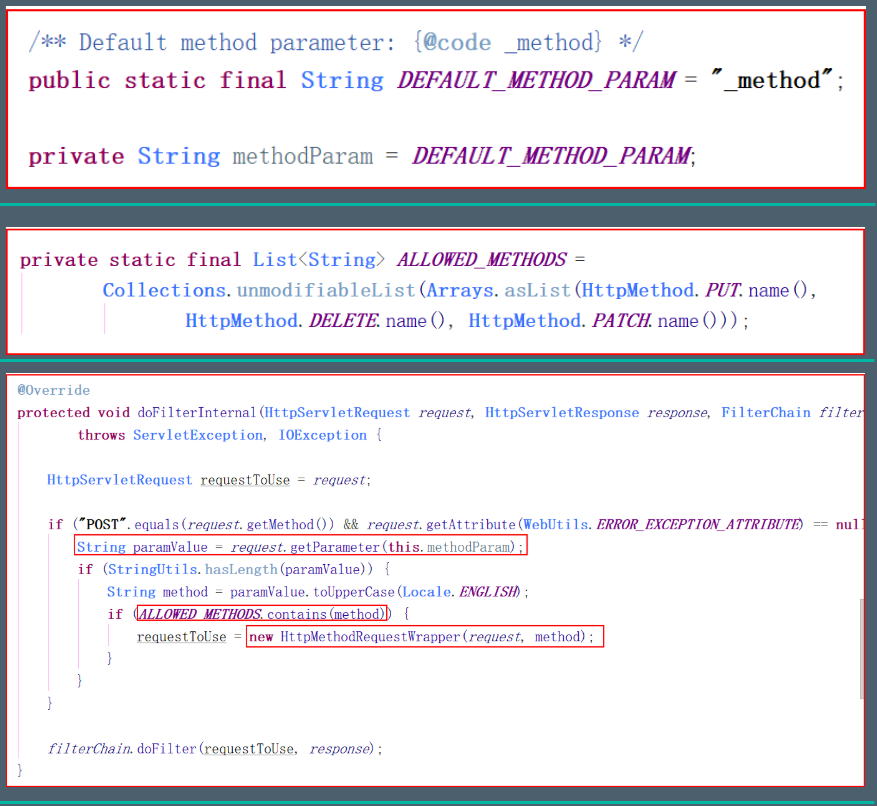 /** Default method parameter: {@code _method} */
public static final String DEFAULT_METHOD_PARAM = "_method";
private String methodParam = DEFAULT_METHOD_PARAM;
private static final List<String> ALLOWED_METHODS =
Collections.unmodifiableList(Arrays.asList(HttpMethod.PUT.name(),
HttpMethod.DELETE.name(), HttpMethod.PATCH.name()));
@Override
protected void doFilterInternal(HttpServletRequest request, HttpServletResponse response, FilterChain filter
throws ServletException, IOException {
HttpServletRequest requestToUse = request;
if ("POST".equals(request.getMethod()) && request.getAttribute(WebUtils.ERROR_EXCEPTION_ATTRIBUTE) == null
String paramValue = request.getParameter(this.methodParam);
if (StringUtils.hasLength(paramValue)) {
String method = paramValue.toUpperCase(Locale.ENGLISH);
if (ALLOWED_METHODS.contains(method)) {
requestToUse = new HttpMethodRequestWrapper(request, method);
}
}
}
filterChain.doFilter(requestToUse, response);
}